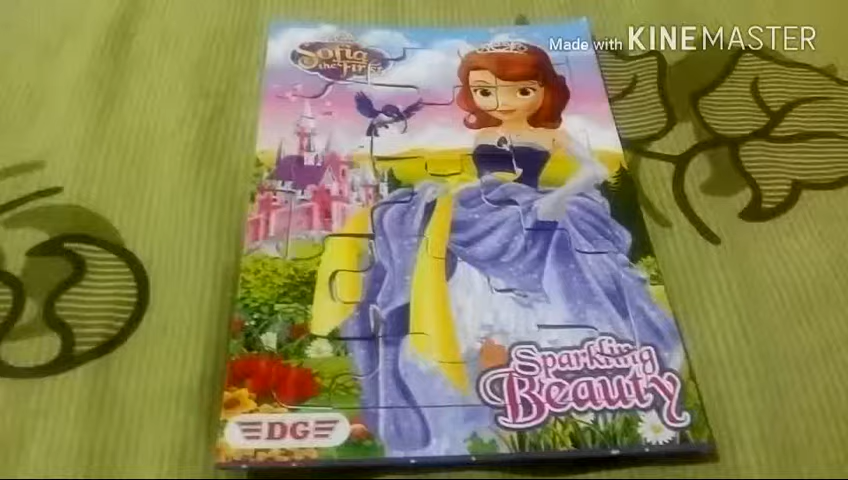 Made with KINEMASTER
Sofia
the First
Sparkling
Beauty
DG